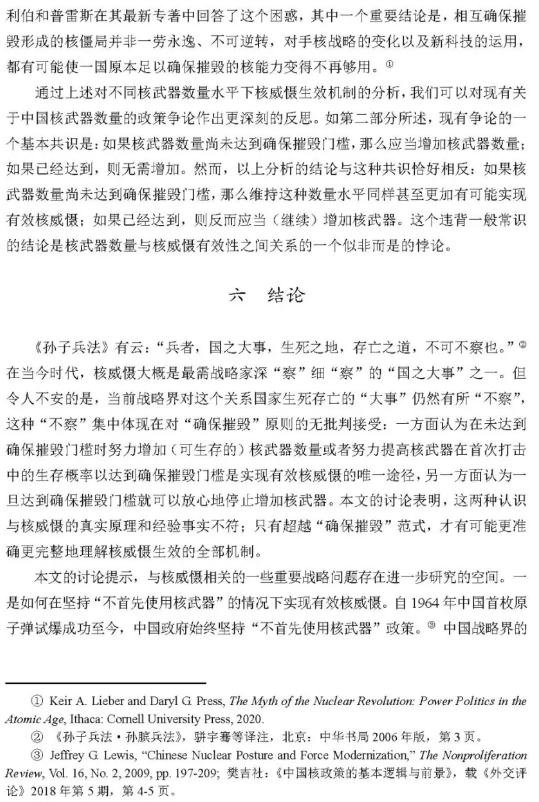 利伯和普雷斯在其最新专著中回答了这个困惑，其中一个重要结论是，相互确保摧
毁形成的核僵局并非一劳永逸、不可逆转，对手核战略的变化以及新科技的运用，
都有可能使一国原本足以确保摧毁的核能力变得不再够用。①
通过上述对不同核武器数量水平下核威慑生效机制的分析，我们可以对现有关
于中国核武器数量的政策争论作出更深刻的反思。如第二部分所述，现有争论的一
个基本共识是：如果核武器数量尚未达到确保摧毁门槛，那么应当增加核武器数量；
如果已经达到，则无需增加。然而，以上分析的结论与这种共识恰好相反：如果核
武器数量尚未达到确保摧毁门槛，那么维持这种数量水平同样甚至更加有可能实现
有效核威慑；如果已经达到，则反而应当（继续）增加核武器。这个违背一般常识
的结论是核武器数量与核威慑有效性之间关系的一个似非而是的悖论。
六 结论
《孙子兵法》有云：“兵者，国之大事，生死之地，存亡之道，不可不察也。”②
在当今时代，核威慑大概是最需战略家深“察”细“察”的“国之大事”之一。但
令人不安的是，当前战略界对这个关系国家生死存亡的“大事”仍然有所“不察”，
这种“不察”集中体现在对“确保摧毁”原则的无批判接受：一方面认为在未达到
确保摧毁门槛时努力增加（可生存的）核武器数量或者努力提高核武器在首次打击
中的生存概率以达到确保摧毁门槛是实现有效核威慑的唯一途径，另一方面认为一
旦达到确保摧毁门槛就可以放心地停止增加核武器。本文的讨论表明，这两种认识
与核威慑的真实原理和经验事实不符；只有超越“确保摧毁”范式，才有可能更准
确更完整地理解核威慑生效的全部机制。
本文的讨论提示，与核威慑相关的一些重要战略问题存在进一步研究的空间。一
是如何在坚持“不首先使用核武器”的情况下实现有效核威慑。自 1964 年中国首枚原
子弹试爆成功至今，中国政府始终坚持“不首先使用核武器”政策。③ 中国战略界的
① Keir A. Lieber and Daryl G. Press, The Myth of the Nuclear Revolution: Power Politics in the
Atomic Age, Ithaca: Cornell University Press, 2020.
② 《孙子兵法·孙膑兵法》，骈宇骞等译注，北京：中华书局 2006 年版，第 3 页。
③ Jeffrey G. Lewis, “Chinese Nuclear Posture and Force Modernization,” The Nonproliferation
Review, Vol. 16, No. 2, 2009, pp. 197-209; 樊吉社：《中国核政策的基本逻辑与前景》，载《外交评
论》2018 年第 5 期，第 4-5 页。